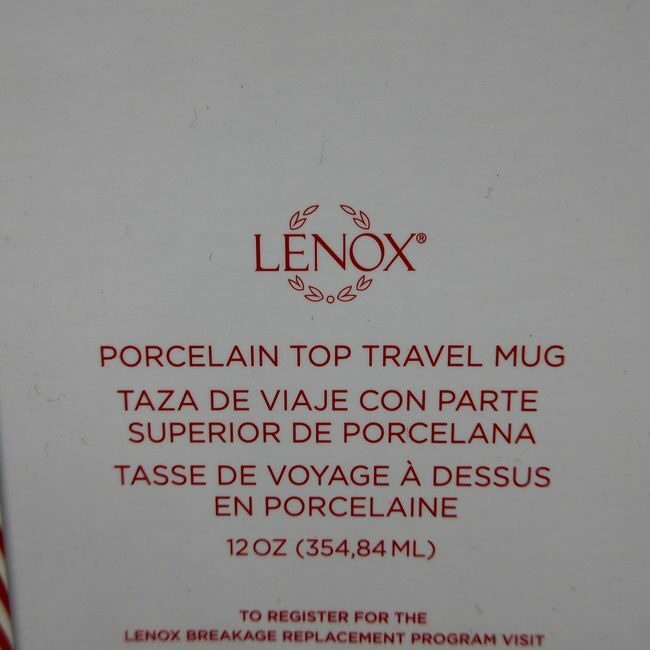 LENOX®
PORCELAIN TOP TRAVEL MUG
TAZA DE VIAJE CON PARTE
SUPERIOR DE PORCELANA
TASSE DE VOYAGE À DESSUS
EN PORCELAINE
12 OZ (354,84 ML)
TO REGISTER FOR THE
LENOX BREAKAGE REPLACEMENT PROGRAM VISIT